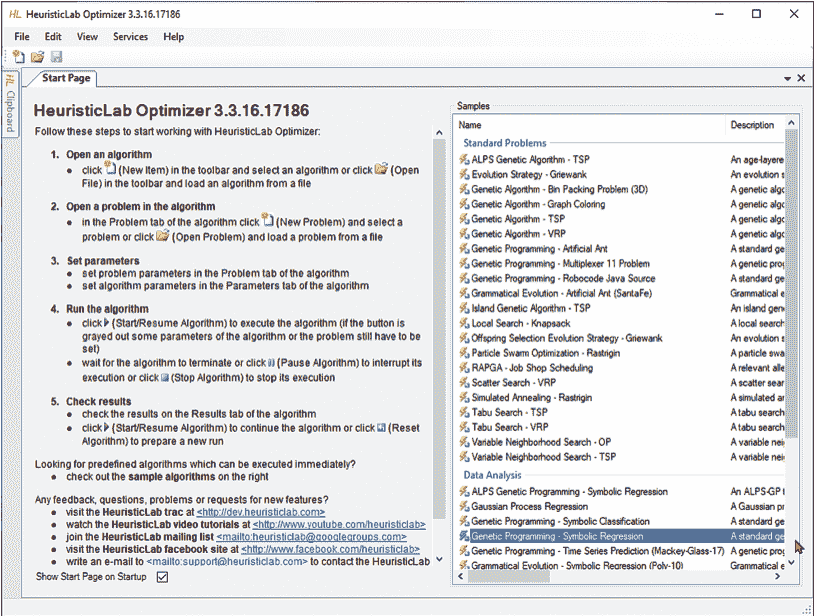 HL HeuristicLab Optimizer 3.3.16.17186
File Edit View Services Help
HL Clipboard
Start Page
HeuristicLab Optimizer 3.3.16.17186
Follow these steps to start working with HeuristicLab Optimizer:
1. Open an algorithm
• click (New Item) in the toolbar and select an algorithm or click (Open
File) in the toolbar and load an algorithm from a file
2. Open a problem in the algorithm
• in the Problem tab of the algorithm click (New Problem) and select a
problem or click (Open Problem) and load a problem from a file
3. Set parameters
• set problem parameters in the Problem tab of the algorithm
• set algorithm parameters in the Parameters tab of the algorithm
4. Run the algorithm
• click (Start/Resume Algorithm) to execute the algorithm (if the button is
grayed out some parameters of the algorithm or the problem still have to be
set)
• wait for the algorithm to terminate or click (Pause Algorithm) to interrupt its
execution or click (Stop Algorithm) to stop its execution
5. Check results
• check the results on the Results tab of the algorithm
• click (Start/Resume Algorithm) to continue the algorithm or click (Reset
Algorithm) to prepare a new run
Looking for predefined algorithms which can be executed immediately?
• check out the sample algorithms on the right
Any feedback, questions, problems or requests for new features?
• visit the HeuristicLab trac at <http://dev.heuristiclab.com>
• watch the HeuristicLab video tutorials at <http://www.youtube.com/heuristiclab>
• join the HeuristicLab mailing list <mailto:heuristiclab@googlegroups.com>
• visit the HeuristicLab facebook site at <http://www.facebook.com/heuristiclab>
• write an e-mail to <mailto:support@heuristiclab.com> to contact the HeuristicLab
Show Start Page on Startup
Samples
Name Description
Standard Problems
ALPS Genetic Algorithm - TSP An age-layere
Evolution Strategy - Griewank An evolution s
Genetic Algorithm - Bin Packing Problem (3D) A genetic algo
Genetic Algorithm - Graph Coloring A genetic algo
Genetic Algorithm - TSP A genetic algo
Genetic Algorithm - VRP A genetic algo
Genetic Programming - Artificial Ant A standard ge
Genetic Programming - Multiplexer 11 Problem A genetic prog
Genetic Programming - Robocode Java Source A standard ge
Grammatical Evolution - Artificial Ant (SantaFe) Grammatical e
Island Genetic Algorithm - TSP An island gene
Local Search - Knapsack A local search
Offspring Selection Evolution Strategy - Griewank An evolution s
Particle Swarm Optimization - Rastrigin A particle swa
RAPGA - Job Shop Scheduling A relevant alle
Scatter Search - VRP A scatter sear
Simulated Annealing - Rastrigin A simulated ar
Tabu Search - TSP A tabu search
Tabu Search - VRP A tabu search
Variable Neighborhood Search - OP A variable nei
Variable Neighborhood Search - TSP A variable nei
Data Analysis
ALPS Genetic Programming - Symbolic Regression An ALPS-GP t
Gaussian Process Regression A Gaussian pr
Genetic Programming - Symbolic Classification A standard ge
Genetic Programming - Symbolic Regression A standard ge
Genetic Programming - Time Series Prediction (Mackey-Glass-17) A genetic prog
Grammatical Evolution - Symbolic Regression (Poly-10) Grammatical e